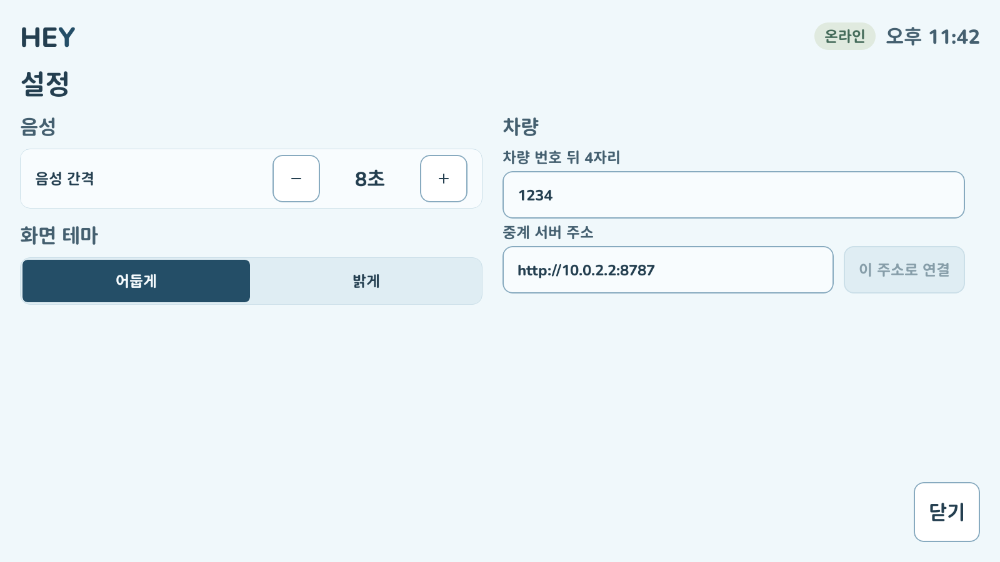 HEY
온라인 오후 11:42
설정
음성
음성 간격 − 8초 +
화면 테마
어둡게 밝게
차량
차량 번호 뒤 4자리
1234
중계 서버 주소
http://10.0.2.2:8787 이 주소로 연결
닫기